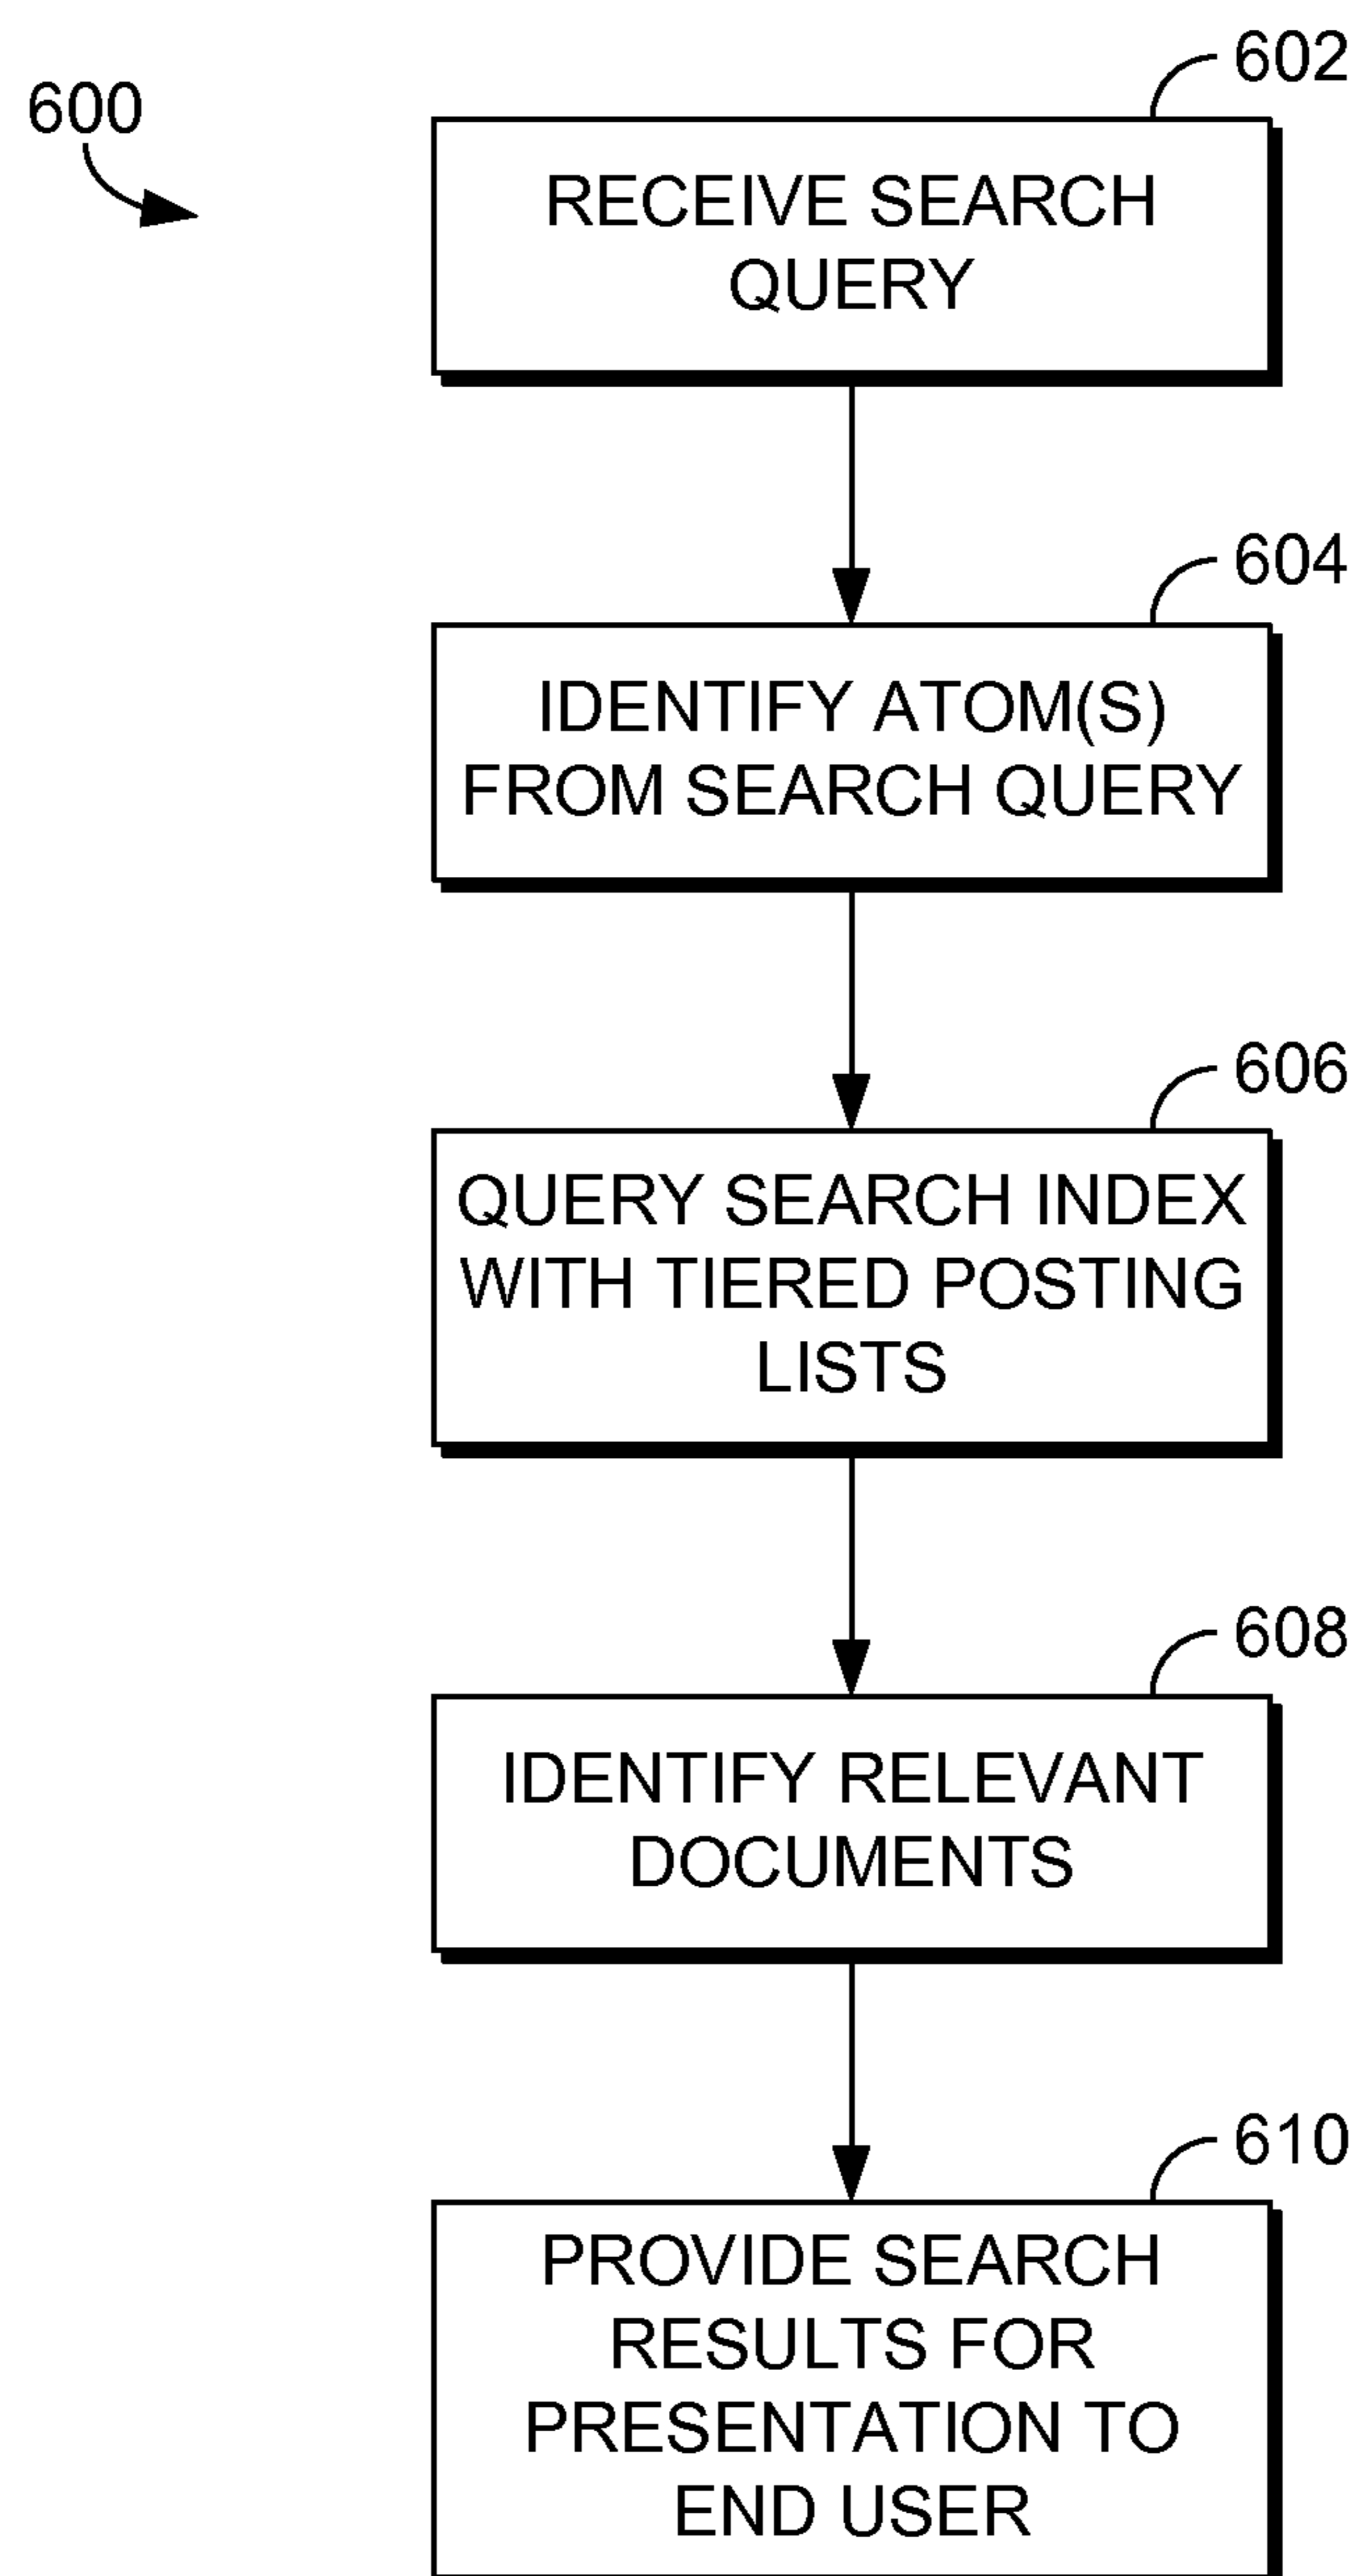 600
602
RECEIVE SEARCH
QUERY
604
IDENTIFY ATOM(S)
FROM SEARCH QUERY
606
QUERY SEARCH INDEX
WITH TIERED POSTING
LISTS
608
IDENTIFY RELEVANT
DOCUMENTS
610
PROVIDE SEARCH
RESULTS FOR
PRESENTATION TO
END USER